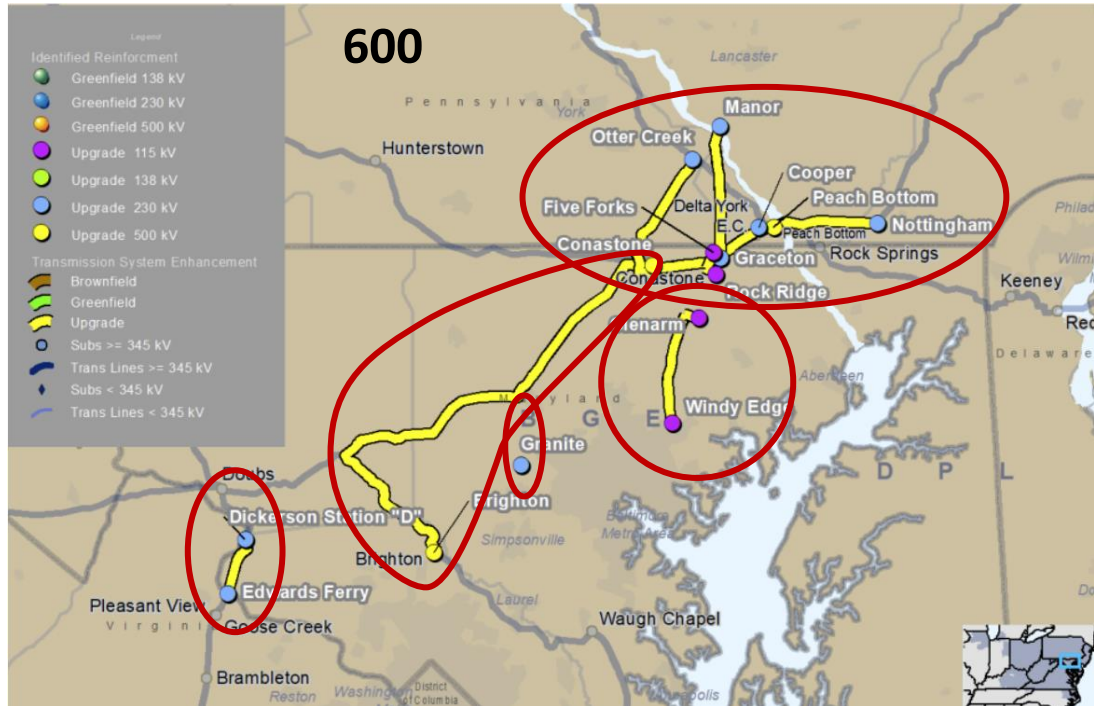 600
Legend
Identified Reinforcment
Greenfield 138 kV
Greenfield 230 kV
Greenfield 500 kV
Upgrade 115 kV
Upgrade 138 kV
Upgrade 230 kV
Upgrade 500 kV
Transmission System Enhancement
Brownfield
Greenfield
Upgrade
Subs >= 345 kV
Trans Lines >= 345 kV
Subs < 345 kV
Trans Lines < 345 kV
Lancaster
Pennsylvania
York
Manor
Hunterstown
Otter Creek
Cooper
Peach Bottom
Five Forks
Delta York
E.C.
Peach Bottom
Nottingham
Conastone
Graceton
Rock Springs
Conastone
Rock Ridge
Keeney
Glenarm
Delaware
Aberdeen
Maryland
Windy Edge
B G E
Granite
D P L
Doubs
Brighton
Dickerson Station "D"
Baltimore
Metro Area
Simpsonville
Brighton
Edwards Ferry
Laurel
Pleasant View
Virginia
Goose Creek
Waugh Chapel
Brambleton
Reston
District
of Columbia